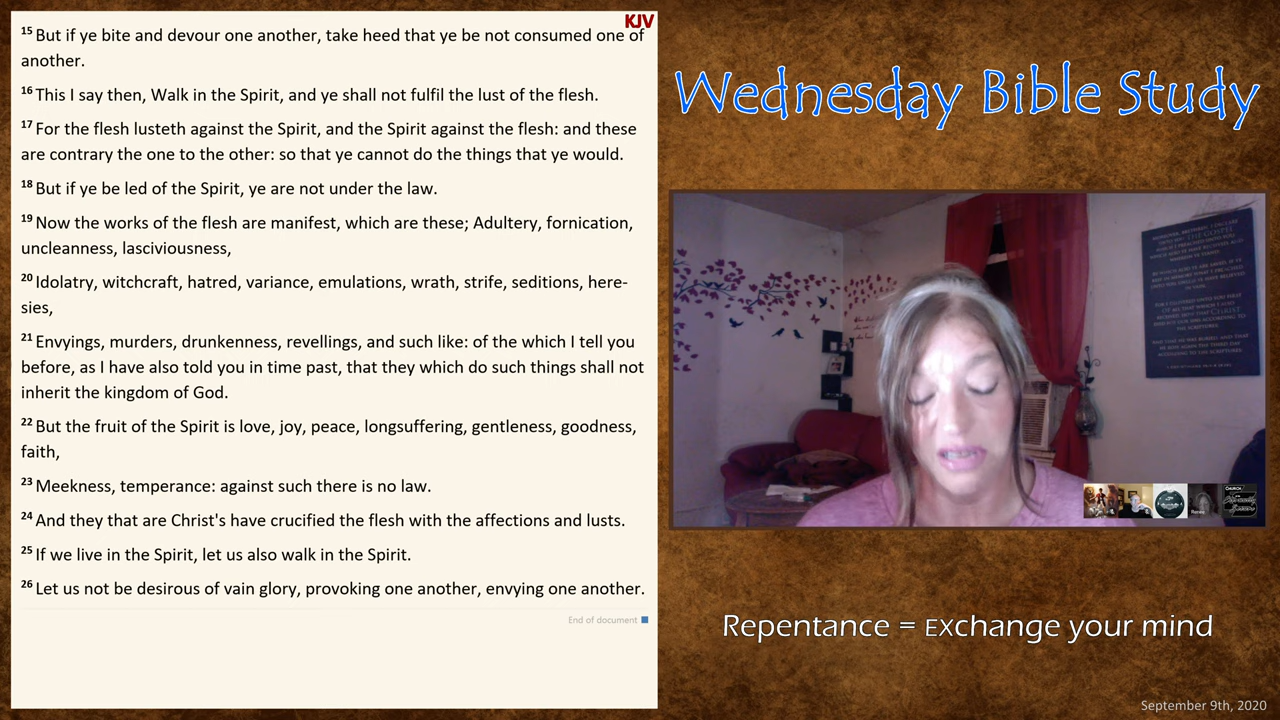 KJV
15 But if ye bite and devour one another, take heed that ye be not consumed one of
another.
16 This I say then, Walk in the Spirit, and ye shall not fulfil the lust of the flesh.
17 For the flesh lusteth against the Spirit, and the Spirit against the flesh: and these
are contrary the one to the other: so that ye cannot do the things that ye would.
18 But if ye be led of the Spirit, ye are not under the law.
19 Now the works of the flesh are manifest, which are these; Adultery, fornication,
uncleanness, lasciviousness,
20 Idolatry, witchcraft, hatred, variance, emulations, wrath, strife, seditions, here-
sies,
21 Envyings, murders, drunkenness, revellings, and such like: of the which I tell you
before, as I have also told you in time past, that they which do such things shall not
inherit the kingdom of God.
22 But the fruit of the Spirit is love, joy, peace, longsuffering, gentleness, goodness,
faith,
23 Meekness, temperance: against such there is no law.
24 And they that are Christ's have crucified the flesh with the affections and lusts.
25 If we live in the Spirit, let us also walk in the Spirit.
26 Let us not be desirous of vain glory, provoking one another, envying one another.
End of document
Wednesday Bible Study
THE GOSPEL
CHRIST
THE SCRIPTURES.
Renee
CHURCH
Repentance = Exchange your mind
September 9th, 2020